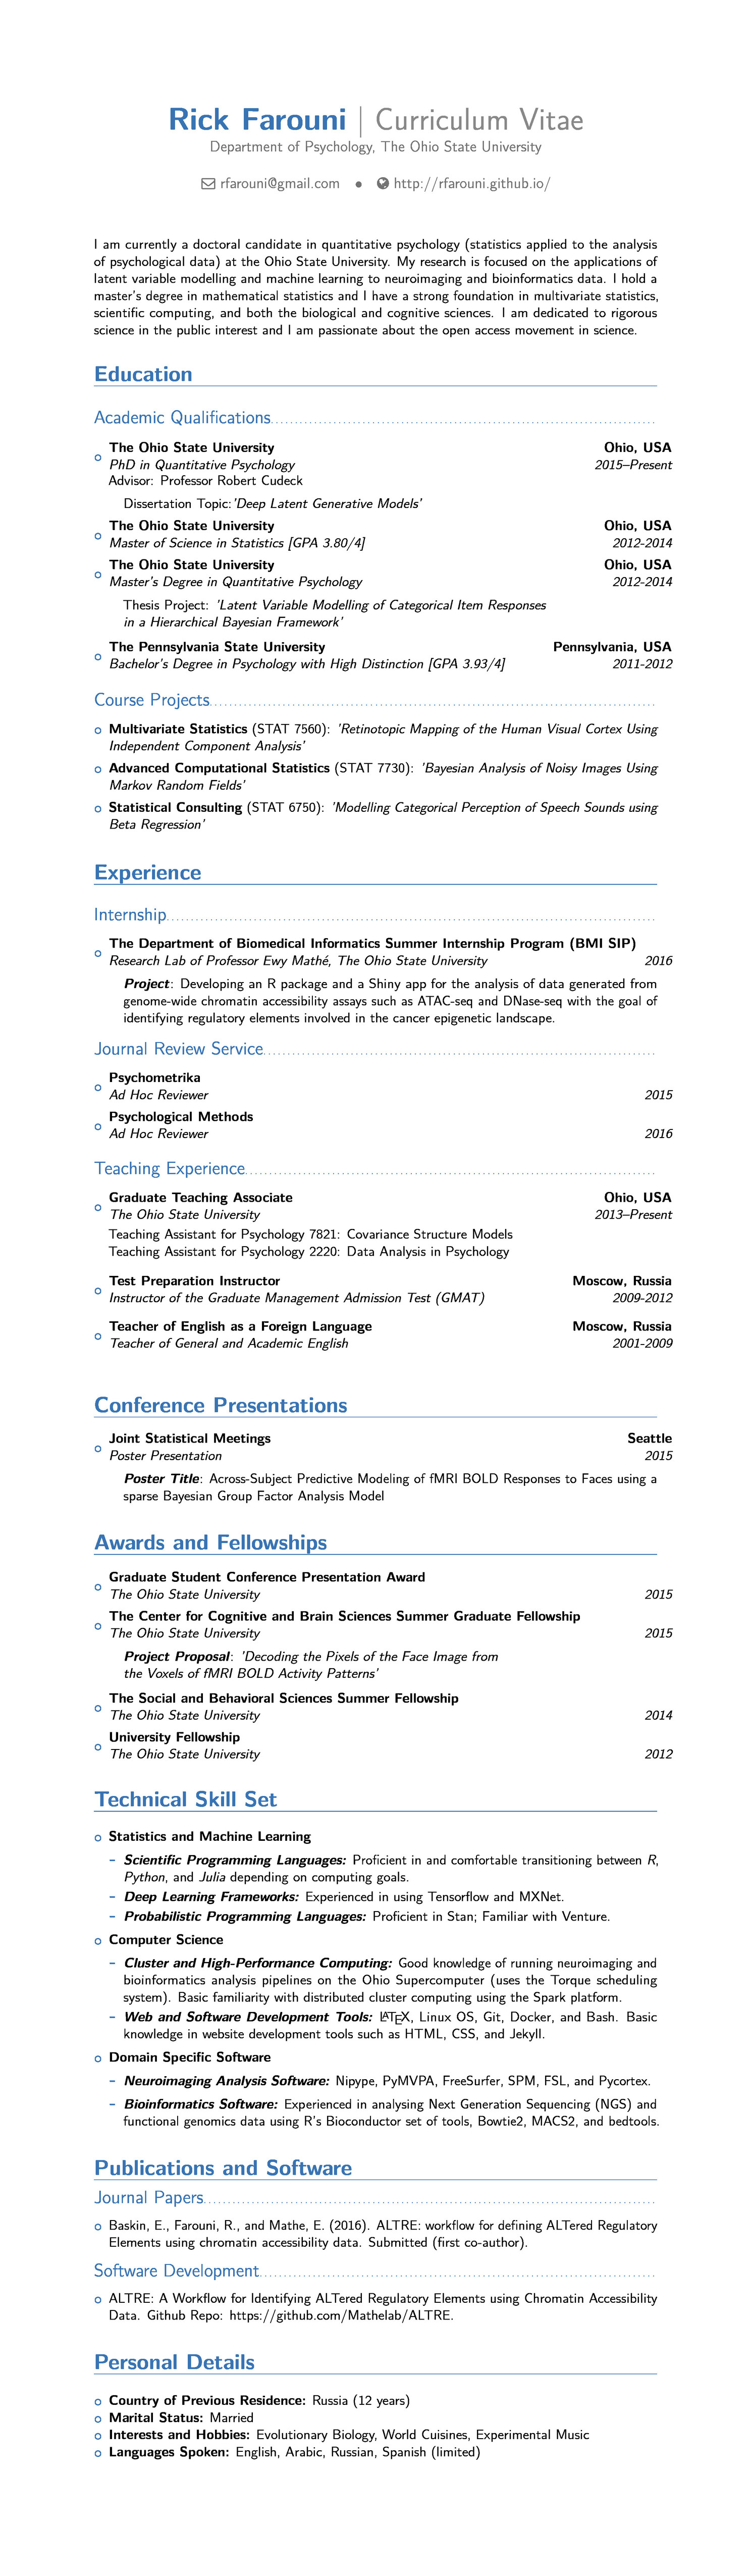 Rick Farouni | Curriculum Vitae
Department of Psychology, The Ohio State University
rfarouni@gmail.com • http://rfarouni.github.io/
I am currently a doctoral candidate in quantitative psychology (statistics applied to the analysis
of psychological data) at the Ohio State University. My research is focused on the applications of
latent variable modelling and machine learning to neuroimaging and bioinformatics data. I hold a
master's degree in mathematical statistics and I have a strong foundation in multivariate statistics,
scientific computing, and both the biological and cognitive sciences. I am dedicated to rigorous
science in the public interest and I am passionate about the open access movement in science.
Education
Academic Qualifications
The Ohio State University Ohio, USA
PhD in Quantitative Psychology 2015–Present
Advisor: Professor Robert Cudeck
Dissertation Topic:'Deep Latent Generative Models'
The Ohio State University Ohio, USA
Master of Science in Statistics [GPA 3.80/4] 2012-2014
The Ohio State University Ohio, USA
Master's Degree in Quantitative Psychology 2012-2014
Thesis Project: 'Latent Variable Modelling of Categorical Item Responses
in a Hierarchical Bayesian Framework'
The Pennsylvania State University Pennsylvania, USA
Bachelor's Degree in Psychology with High Distinction [GPA 3.93/4] 2011-2012
Course Projects
Multivariate Statistics (STAT 7560): 'Retinotopic Mapping of the Human Visual Cortex Using
Independent Component Analysis'
Advanced Computational Statistics (STAT 7730): 'Bayesian Analysis of Noisy Images Using
Markov Random Fields'
Statistical Consulting (STAT 6750): 'Modelling Categorical Perception of Speech Sounds using
Beta Regression'
Experience
Internship
The Department of Biomedical Informatics Summer Internship Program (BMI SIP)
Research Lab of Professor Ewy Mathé, The Ohio State University 2016
Project: Developing an R package and a Shiny app for the analysis of data generated from
genome-wide chromatin accessibility assays such as ATAC-seq and DNase-seq with the goal of
identifying regulatory elements involved in the cancer epigenetic landscape.
Journal Review Service
Psychometrika
Ad Hoc Reviewer 2015
Psychological Methods
Ad Hoc Reviewer 2016
Teaching Experience
Graduate Teaching Associate Ohio, USA
The Ohio State University 2013–Present
Teaching Assistant for Psychology 7821: Covariance Structure Models
Teaching Assistant for Psychology 2220: Data Analysis in Psychology
Test Preparation Instructor Moscow, Russia
Instructor of the Graduate Management Admission Test (GMAT) 2009-2012
Teacher of English as a Foreign Language Moscow, Russia
Teacher of General and Academic English 2001-2009
Conference Presentations
Joint Statistical Meetings Seattle
Poster Presentation 2015
Poster Title: Across-Subject Predictive Modeling of fMRI BOLD Responses to Faces using a
sparse Bayesian Group Factor Analysis Model
Awards and Fellowships
Graduate Student Conference Presentation Award
The Ohio State University 2015
The Center for Cognitive and Brain Sciences Summer Graduate Fellowship
The Ohio State University 2015
Project Proposal: 'Decoding the Pixels of the Face Image from
the Voxels of fMRI BOLD Activity Patterns'
The Social and Behavioral Sciences Summer Fellowship
The Ohio State University 2014
University Fellowship
The Ohio State University 2012
Technical Skill Set
Statistics and Machine Learning
– Scientific Programming Languages: Proficient in and comfortable transitioning between R,
Python, and Julia depending on computing goals.
– Deep Learning Frameworks: Experienced in using Tensorflow and MXNet.
– Probabilistic Programming Languages: Proficient in Stan; Familiar with Venture.
Computer Science
– Cluster and High-Performance Computing: Good knowledge of running neuroimaging and
bioinformatics analysis pipelines on the Ohio Supercomputer (uses the Torque scheduling
system). Basic familiarity with distributed cluster computing using the Spark platform.
– Web and Software Development Tools: LATEX, Linux OS, Git, Docker, and Bash. Basic
knowledge in website development tools such as HTML, CSS, and Jekyll.
Domain Specific Software
– Neuroimaging Analysis Software: Nipype, PyMVPA, FreeSurfer, SPM, FSL, and Pycortex.
– Bioinformatics Software: Experienced in analysing Next Generation Sequencing (NGS) and
functional genomics data using R's Bioconductor set of tools, Bowtie2, MACS2, and bedtools.
Publications and Software
Journal Papers
Baskin, E., Farouni, R., and Mathe, E. (2016). ALTRE: workflow for defining ALTered Regulatory
Elements using chromatin accessibility data. Submitted (first co-author).
Software Development
ALTRE: A Workflow for Identifying ALTered Regulatory Elements using Chromatin Accessibility
Data. Github Repo: https://github.com/Mathelab/ALTRE.
Personal Details
Country of Previous Residence: Russia (12 years)
Marital Status: Married
Interests and Hobbies: Evolutionary Biology, World Cuisines, Experimental Music
Languages Spoken: English, Arabic, Russian, Spanish (limited)